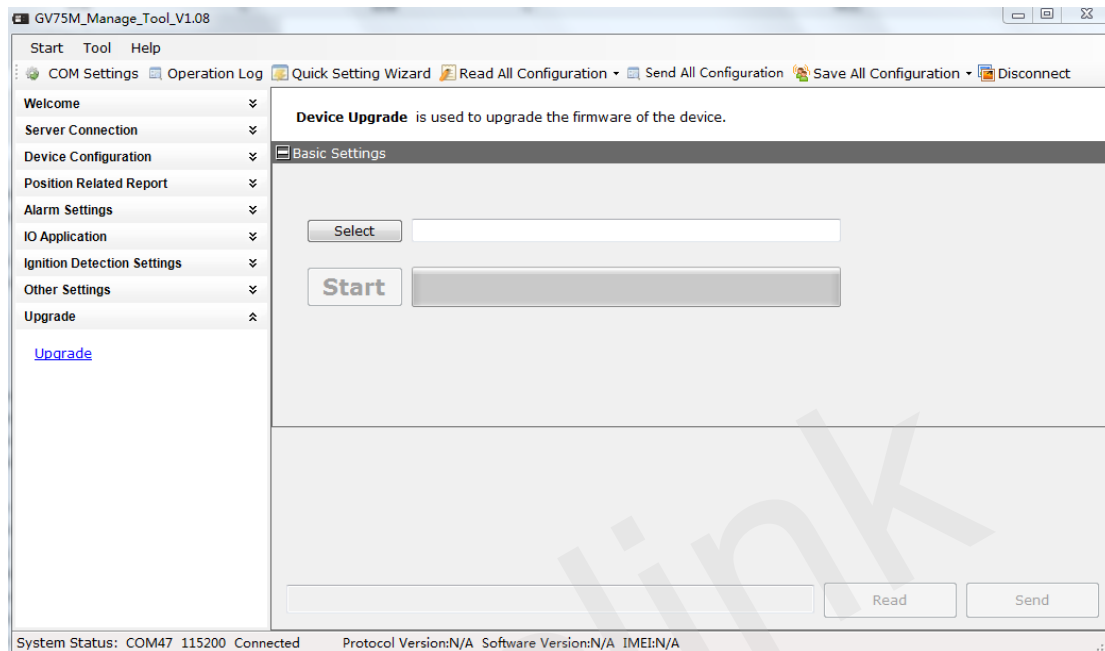 GV75M_Manage_Tool_V1.08
Start Tool Help
COM Settings Operation Log Quick Setting Wizard Read All Configuration Send All Configuration Save All Configuration Disconnect
Welcome
Device Upgrade is used to upgrade the firmware of the device.
Server Connection
Device Configuration
Basic Settings
Position Related Report
Alarm Settings
IO Application
Select
Ignition Detection Settings
Other Settings
Start
Upgrade
Upgrade
link
Read Send
System Status: COM47 115200 Connected Protocol Version:N/A Software Version:N/A IMEI:N/A